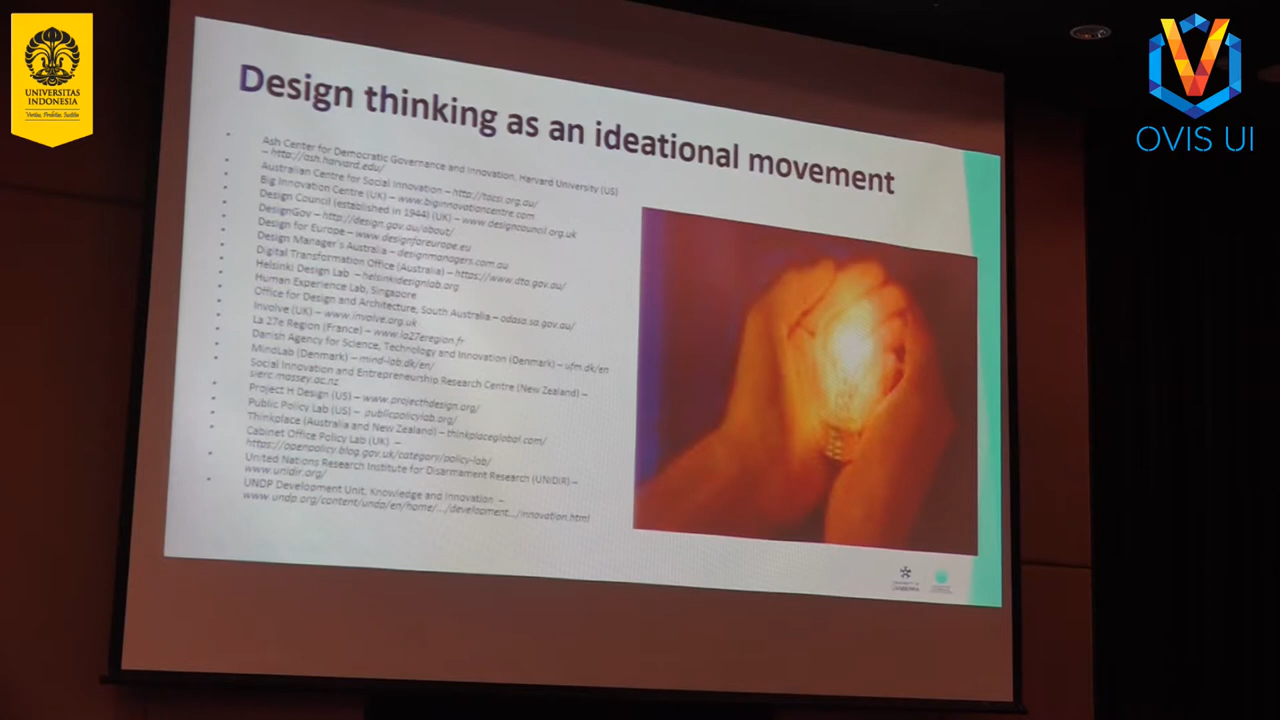 UNIVERSITAS
INDONESIA
Veritas, Probitas, Iustitia
OVIS UI
Design thinking as an ideational movement
Ash Center for Democratic Governance and Innovation, Harvard University (US)
– http://ash.harvard.edu/
Australian Centre for Social Innovation – http://tacsi.org.au/
Big Innovation Centre (UK) – www.biginnovationcentre.com
Design Council (established in 1944) (UK) – www.designcouncil.org.uk
DesignGov – http://design.gov.au/about/
Design for Europe – www.designforeurope.eu
Design Manager's Australia – designmanagers.com.au
Digital Transformation Office (Australia) – https://www.dto.gov.au/
Helsinki Design Lab – helsinkidesignlab.org
Human Experience Lab, Singapore
Office for Design and Architecture, South Australia – odasa.sa.gov.au/
Involve (UK) – www.involve.org.uk
La 27e Region (France) – www.la27eregion.fr
Danish Agency for Science, Technology and Innovation (Denmark) – ufm.dk/en
MindLab (Denmark) – mind-lab.dk/en/
Social Innovation and Entrepreneurship Research Centre (New Zealand) –
sierc.massey.ac.nz
Project H Design (US) – www.projecthdesign.org/
Public Policy Lab (US) – publicpolicylab.org/
Thinkplace (Australia and New Zealand) – thinkplaceglobal.com/
Cabinet Office Policy Lab (UK) –
https://openpolicy.blog.gov.uk/category/policy-lab/
United Nations Research Institute for Disarmament Research (UNIDIR) –
www.unidir.org/
UNDP Development Unit, Knowledge and Innovation –
www.undp.org/content/undp/en/home/.../development.../innovation.html
UNIVERSITY OF
CANBERRA